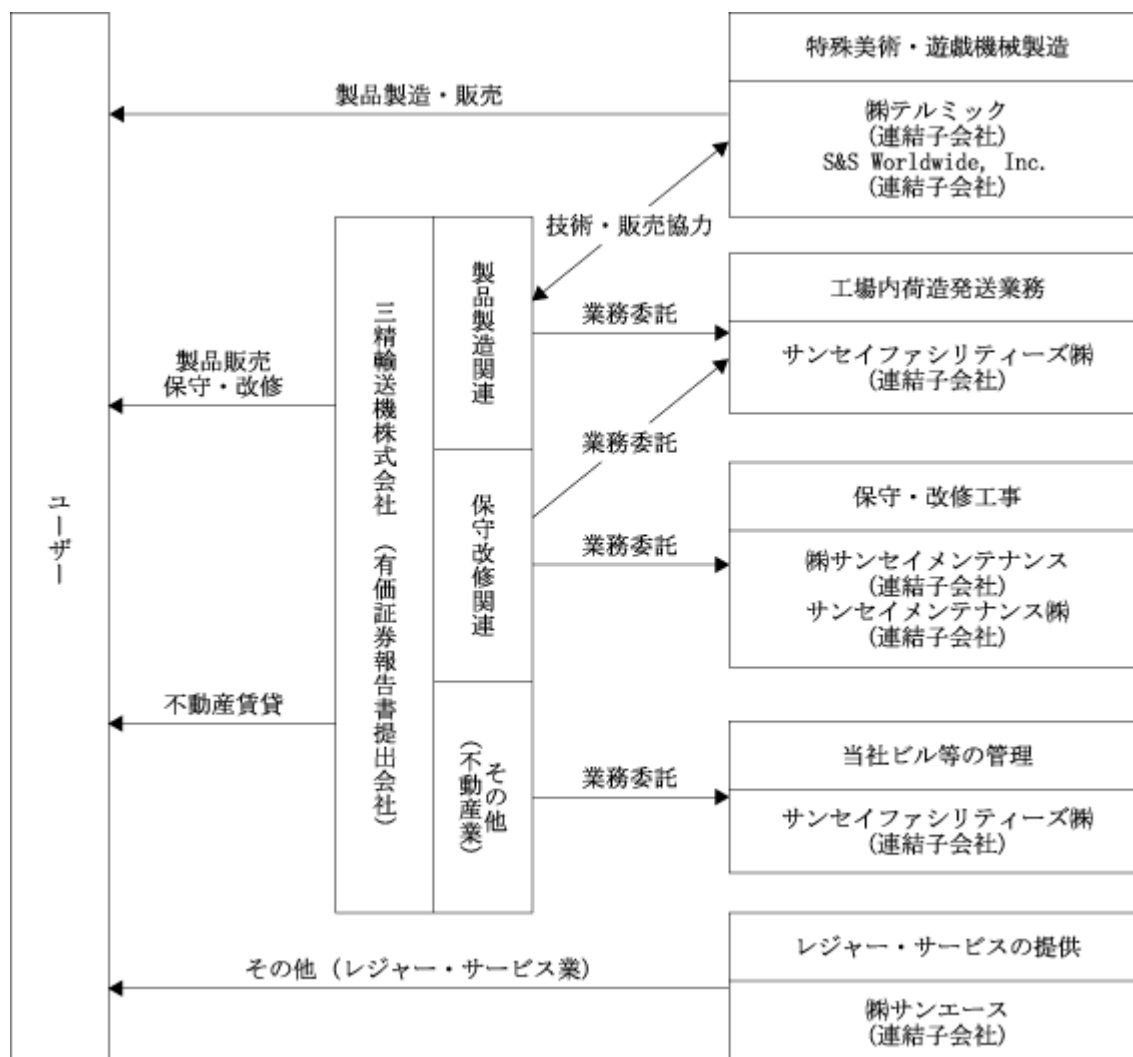 ユーザー
製品製造・販売
製品販売
保守・改修
不動産賃貸
その他（レジャー・サービス業）
三精輸送機株式会社（有価証券報告書提出会社）
製品製造関連
保守改修関連
その他
（不動産業）
技術・販売協力
業務委託
業務委託
業務委託
業務委託
特殊美術・遊戯機械製造
㈱テルミック
(連結子会社)
S&S Worldwide, Inc.
(連結子会社)
工場内荷造発送業務
サンセイファシリティーズ㈱
(連結子会社)
保守・改修工事
㈱サンセイメンテナンス
(連結子会社)
サンセイメンテナンス㈱
(連結子会社)
当社ビル等の管理
サンセイファシリティーズ㈱
(連結子会社)
レジャー・サービスの提供
㈱サンエース
(連結子会社)